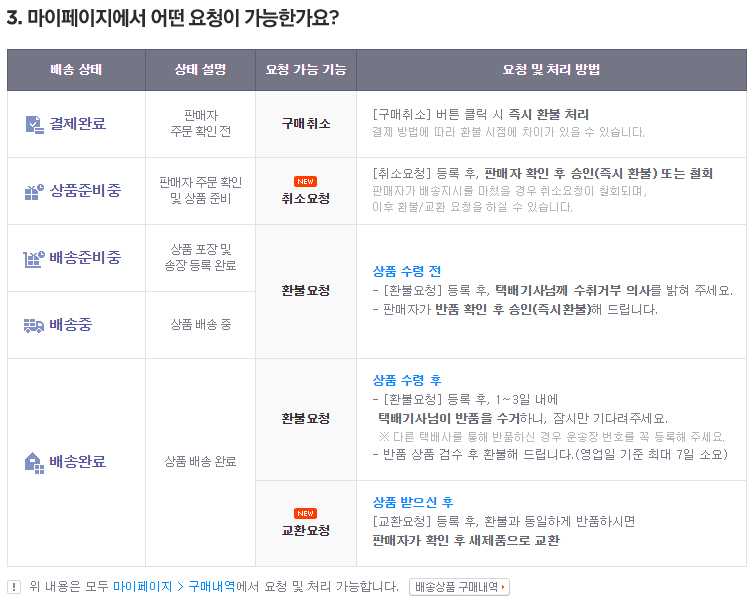 3. 마이페이지에서 어떤 요청이 가능한가요?
배송 상태 상태 설명 요청 가능 기능 요청 및 처리 방법
결제완료
판매자
주문 확인 전
구매취소
[구매취소] 버튼 클릭 시 즉시 환불 처리
결제 방법에 따라 환불 시점에 차이가 있을 수 있습니다.
상품준비중
판매자 주문 확인
및 상품 준비
NEW
취소요청
[취소요청] 등록 후, 판매자 확인 후 승인(즉시 환불) 또는 철회
판매자가 배송지시를 마쳤을 경우 취소요청이 철회되며,
이후 환불/교환 요청을 하실 수 있습니다.
배송준비중
상품 포장 및
송장 등록 완료
환불요청
상품 수령 전
- [환불요청] 등록 후, 택배기사님께 수취거부 의사를 밝혀 주세요.
- 판매자가 반품 확인 후 승인(즉시환불)해 드립니다.
배송중
상품 배송 중
배송완료
상품 배송 완료
환불요청
상품 수령 후
- [환불요청] 등록 후, 1~3일 내에
택배기사님이 반품을 수거하니, 잠시만 기다려주세요.
※ 다른 택배사를 통해 반품하신 경우 운송장 번호를 꼭 등록해 주세요.
- 반품 상품 검수 후 환불해 드립니다.(영업일 기준 최대 7일 소요)
NEW
교환요청
상품 받으신 후
[교환요청] 등록 후, 환불과 동일하게 반품하시면
판매자가 확인 후 새제품으로 교환
! 위 내용은 모두 마이페이지 > 구매내역에서 요청 및 처리 가능합니다. 배송상품 구매내역 ›